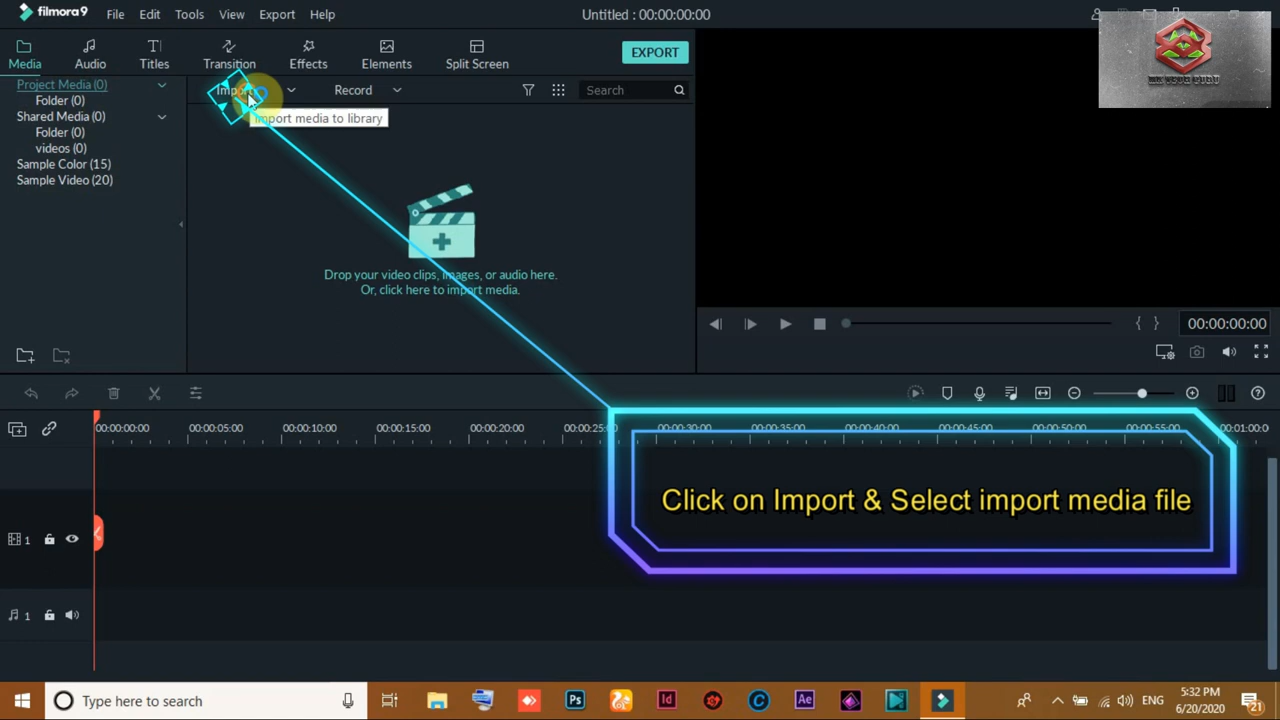 filmora9
File Edit Tools View Export Help
Untitled : 00:00:00:00
Media Audio Titles Transition Effects Elements Split Screen
EXPORT
Project Media (0)
Folder (0)
Shared Media (0)
Folder (0)
videos (0)
Sample Color (15)
Sample Video (20)
Import Record Search
Import media to library
Drop your video clips, images, or audio here.
Or, click here to import media.
00:00:00:00
00:00:00:00 00:00:05:00 00:00:10:00 00:00:15:00 00:00:20:00 00:00:25:00 00:00:30:00 00:00:35:00 00:00:40:00 00:00:45:00 00:00:50:00 00:00:55:00 00:01:00:0
Click on Import & Select import media file
1
1
Type here to search
Ps Id Ae
ENG
5:32 PM
6/20/2020
21